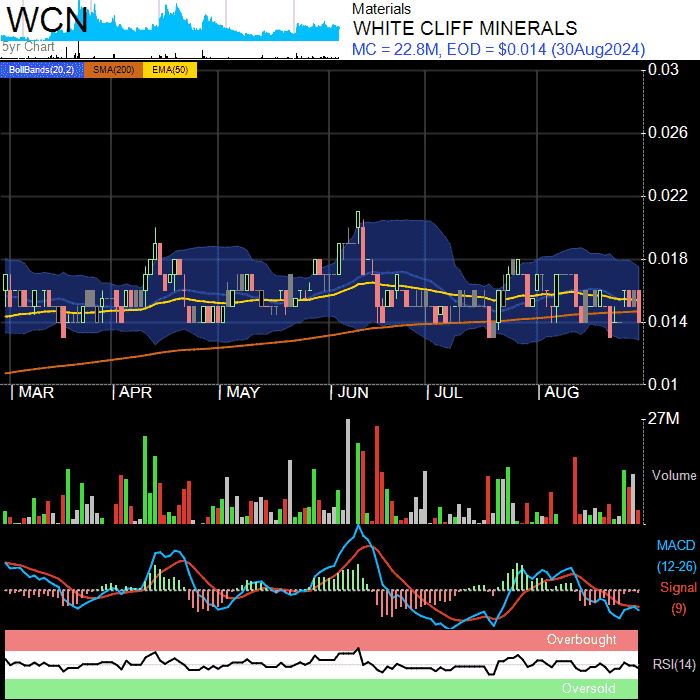 WCN
5yr Chart
Materials
WHITE CLIFF MINERALS
MC = 22.8M, EOD = $0.014 (30Aug2024)
BollBands(20,2) SMA(200) EMA(50)
0.03
0.026
0.022
0.018
0.014
0.01
MAR APR MAY JUN JUL AUG
27M
Volume
MACD
(12-26)
Signal
(9)
Overbought
RSI(14)
Oversold